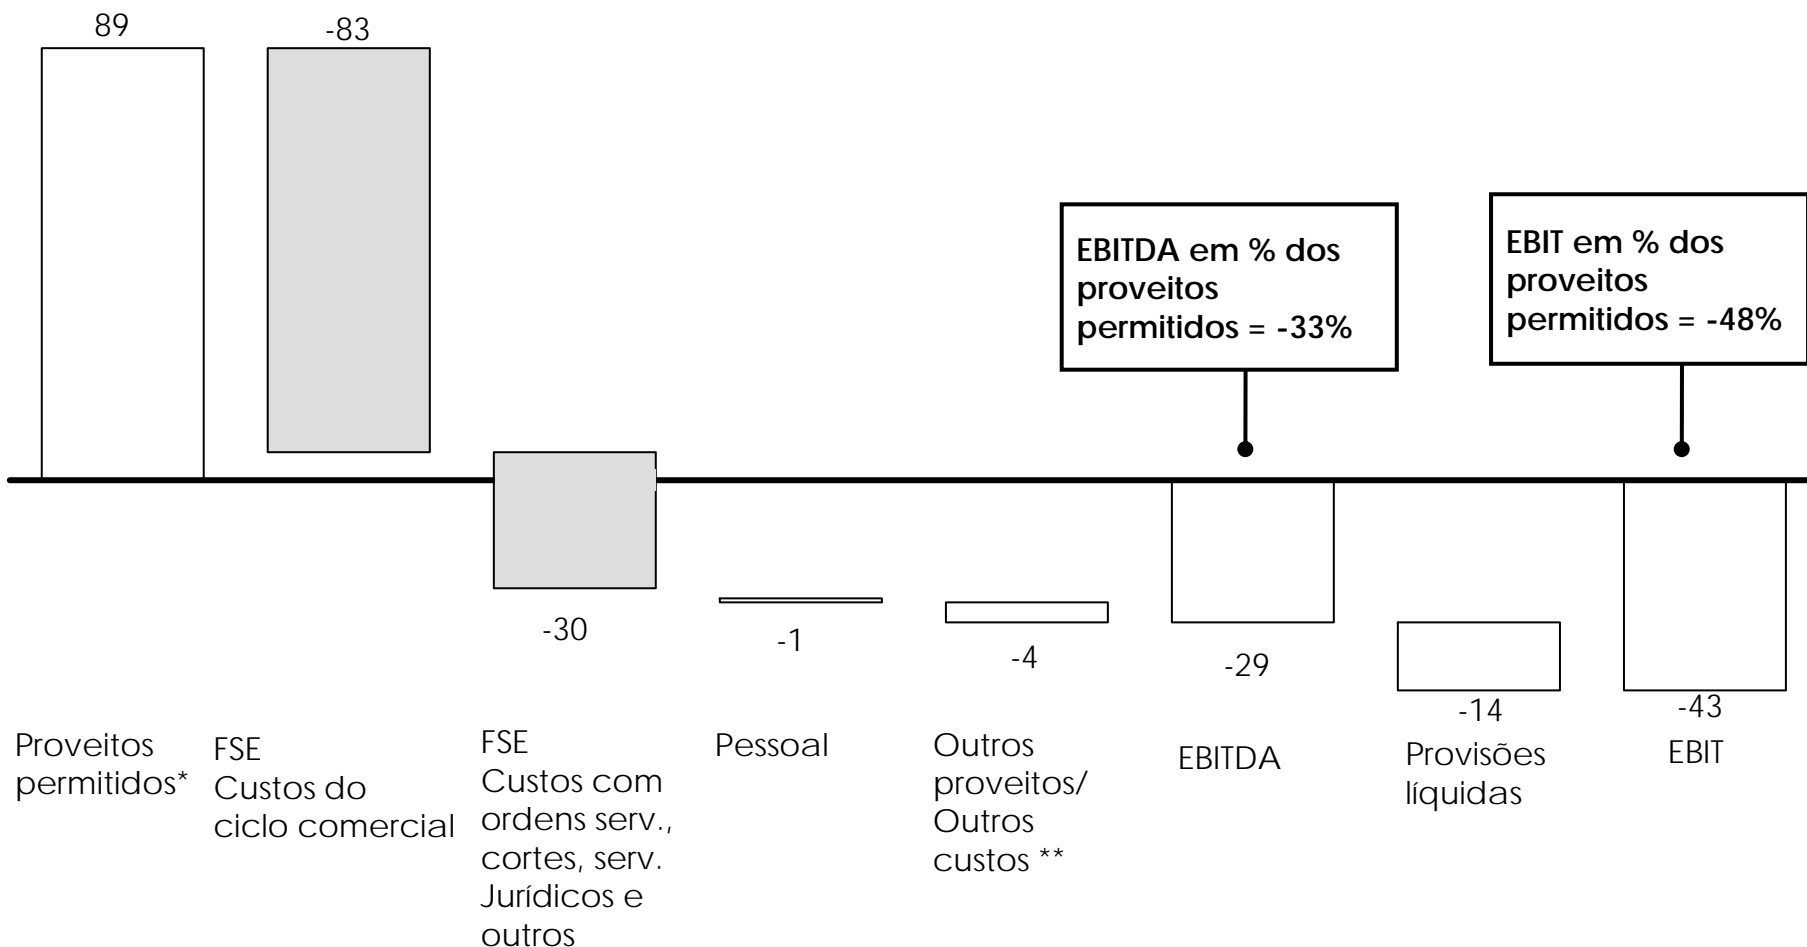 89
-83
EBITDA em % dos
proveitos
permitidos = -33%
EBIT em % dos
proveitos
permitidos = -48%
-30
-1
-4
-29
-14
-43
Proveitos
permitidos*
FSE
Custos do
ciclo comercial
FSE
Custos com
ordens serv.,
cortes, serv.
Jurídicos e
outros
Pessoal
Outros
proveitos/
Outros
custos **
EBITDA
Provisões
líquidas
EBIT